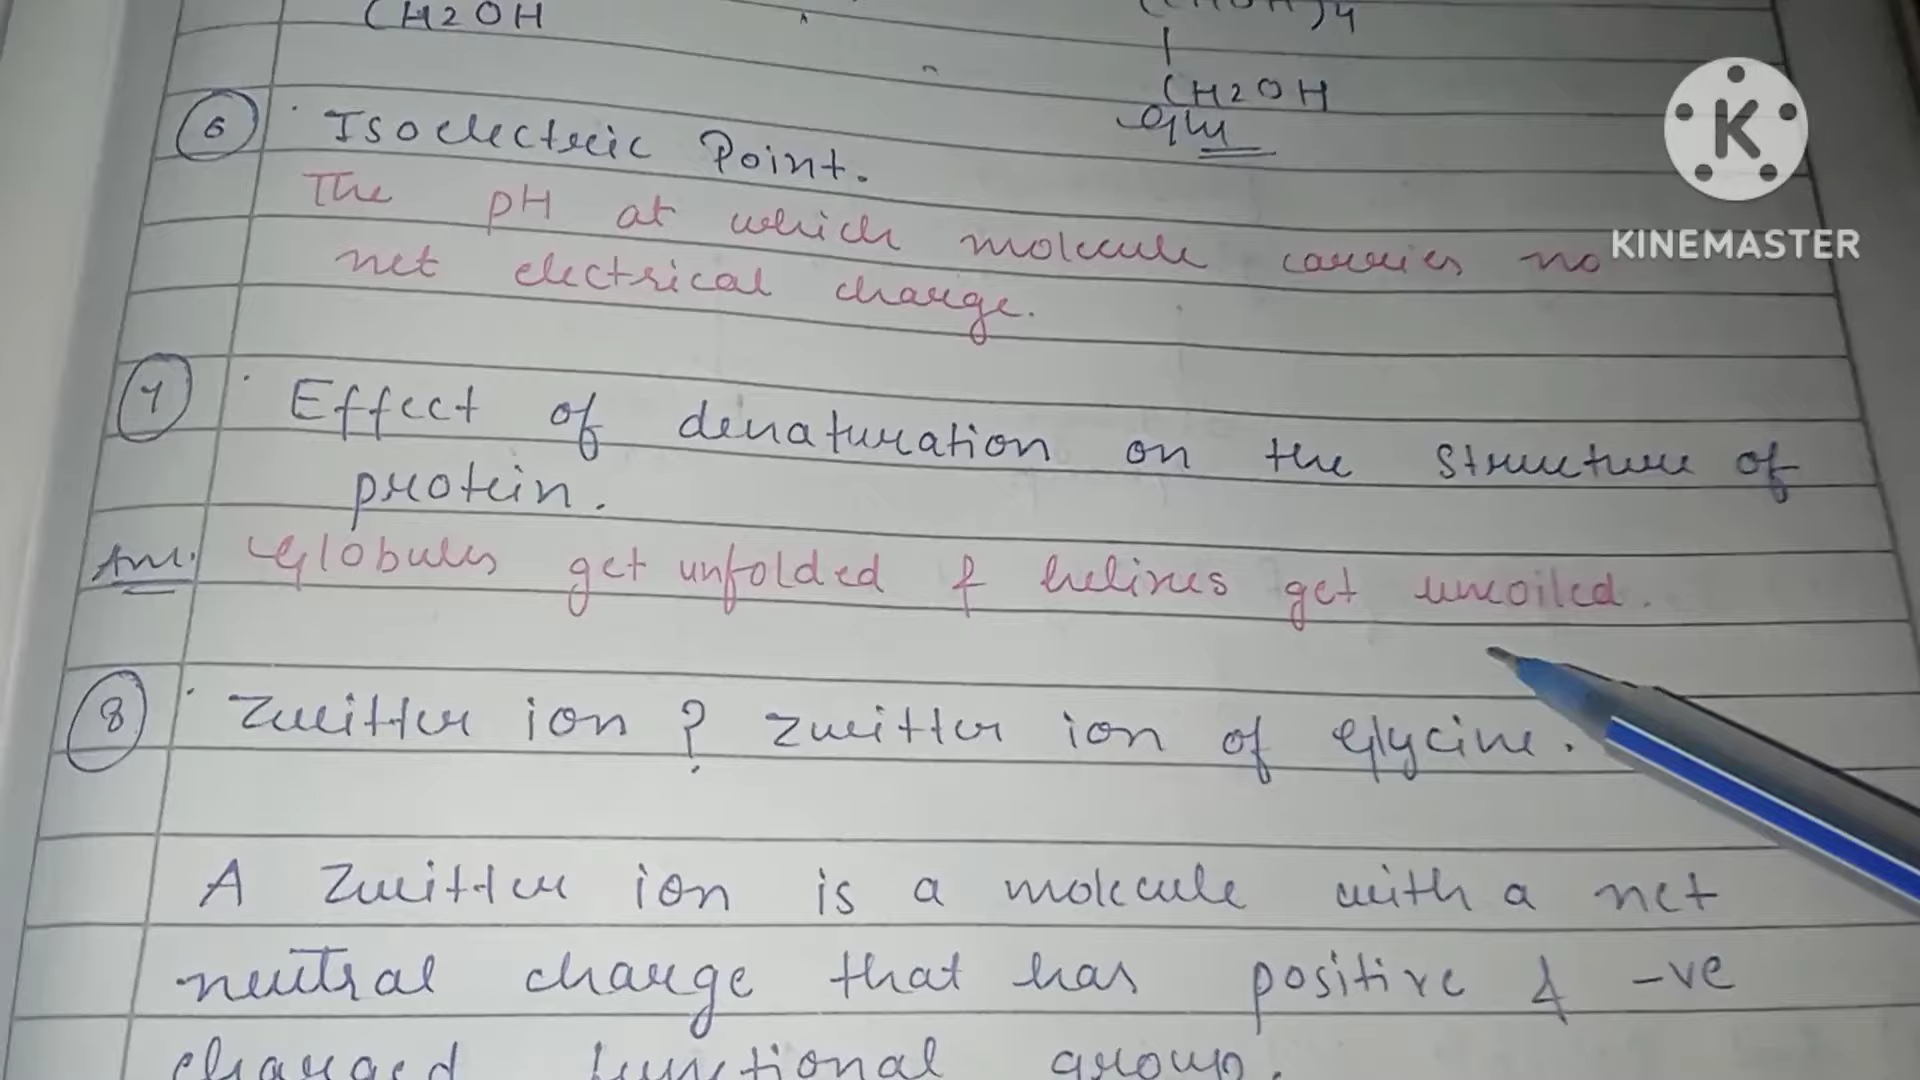 CH2OH
)4
CH2OH
K
KINEMASTER
6 Isoelectric Point.
The pH at which molecule carries no
net electrical charge.
7 Effect of denaturation on the structure of
protein.
Ans. Globules get unfolded & helixes get uncoiled.
8 Zwitter ion ? Zwitter ion of Glycine.
A Zwitter ion is a molecule with a net
neutral charge that has positive & -ve
charged functional group.